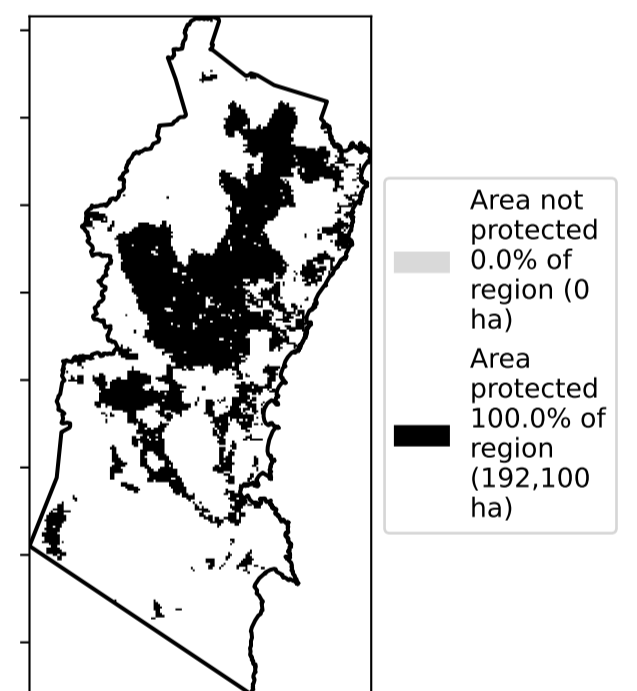 Area not
protected
0.0% of
region (0
ha)
Area
protected
100.0% of
region
(192,100
ha)